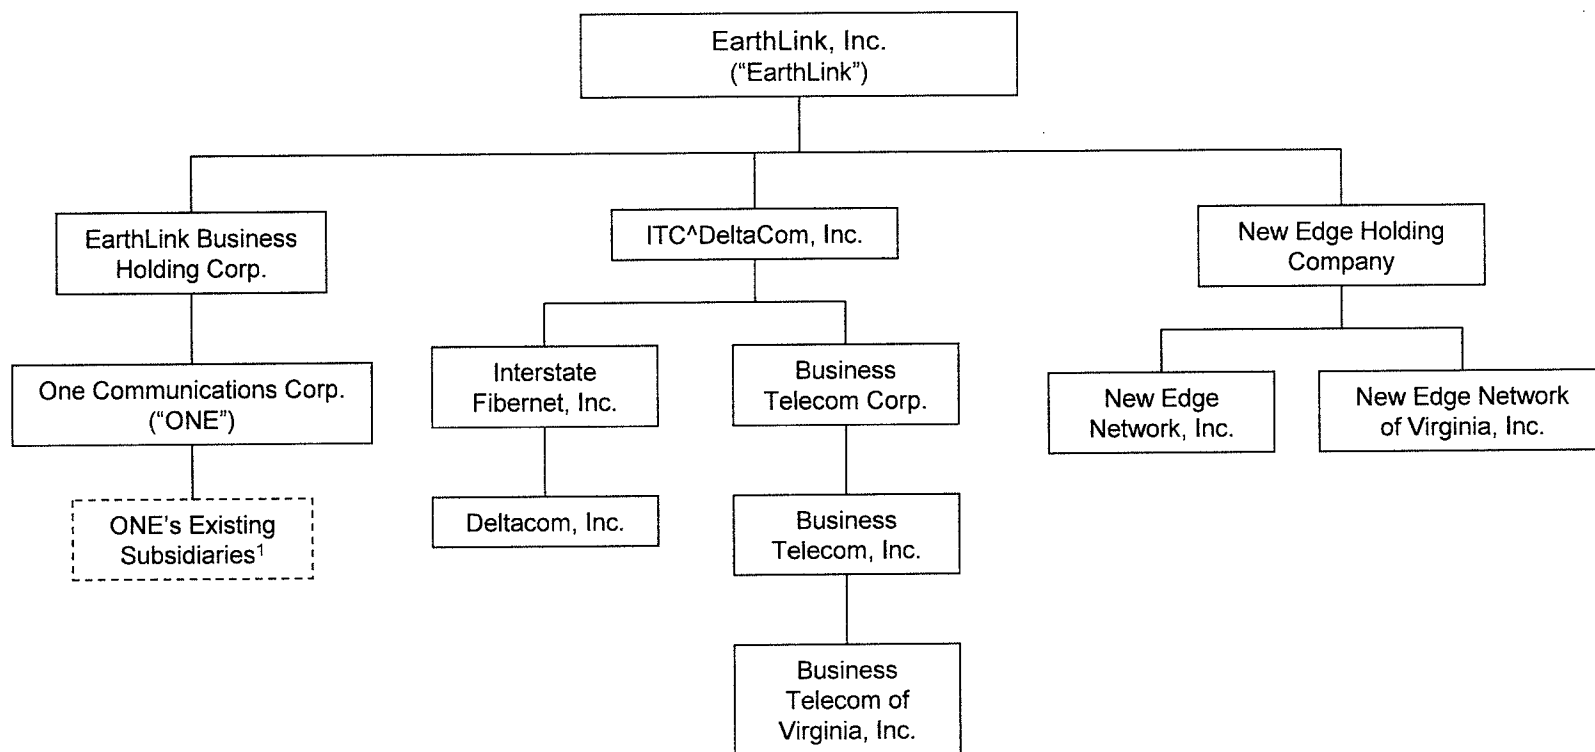 EarthLink, Inc.
(“EarthLink”)
EarthLink Business
Holding Corp.
ITC^DeltaCom, Inc.
New Edge Holding
Company
One Communications Corp.
(“ONE”)
Interstate
Fibernet, Inc.
Business
Telecom Corp.
New Edge
Network, Inc.
New Edge Network
of Virginia, Inc.
ONE’s Existing
Subsidiaries¹
Deltacom, Inc.
Business
Telecom, Inc.
Business
Telecom of
Virginia, Inc.